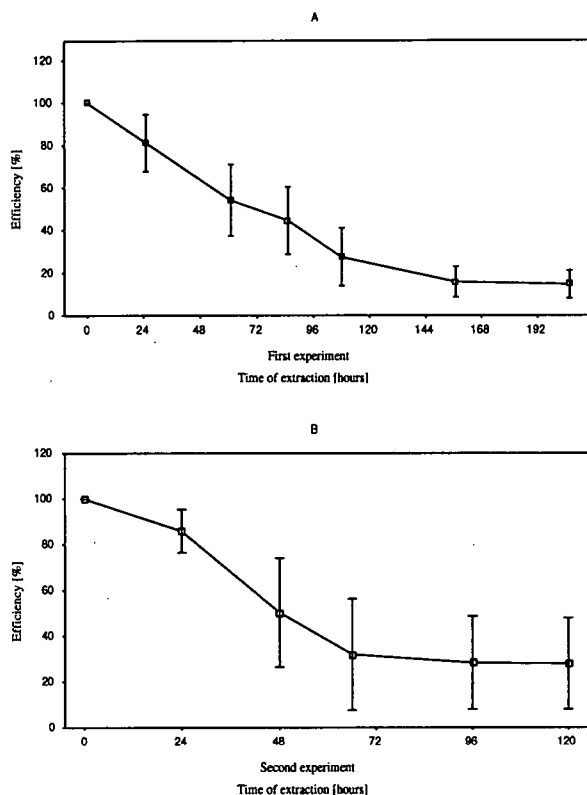 A
Efficiency [%]
120
100
80
60
40
20
0
0 24 48 72 96 120 144 168 192
First experiment
Time of extraction [hours]
B
Efficiency [%]
120
100
80
60
40
20
0
0 24 48 72 96 120
Second experiment
Time of extraction [hours]